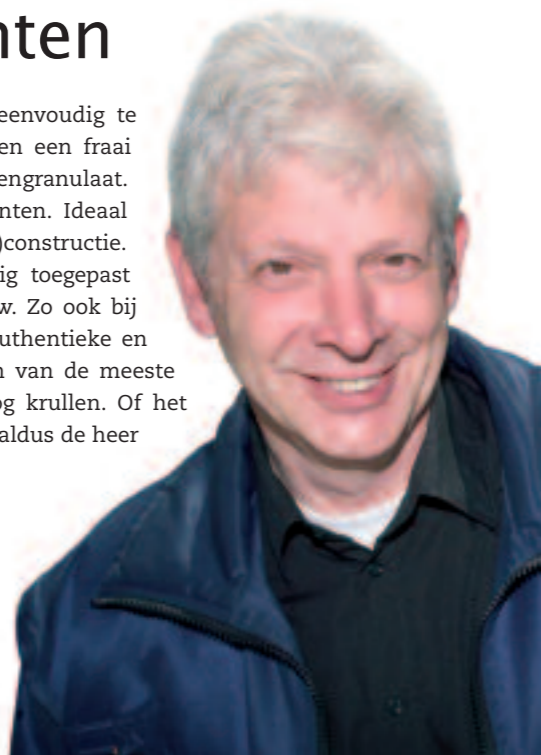 nten
eenvoudig te
en een fraai
engranulaat.
nten. Ideaal
)constructie.
ig toegepast
w. Zo ook bij
uthentieke en
n van de meeste
og krullen. Of het
aldus de heer